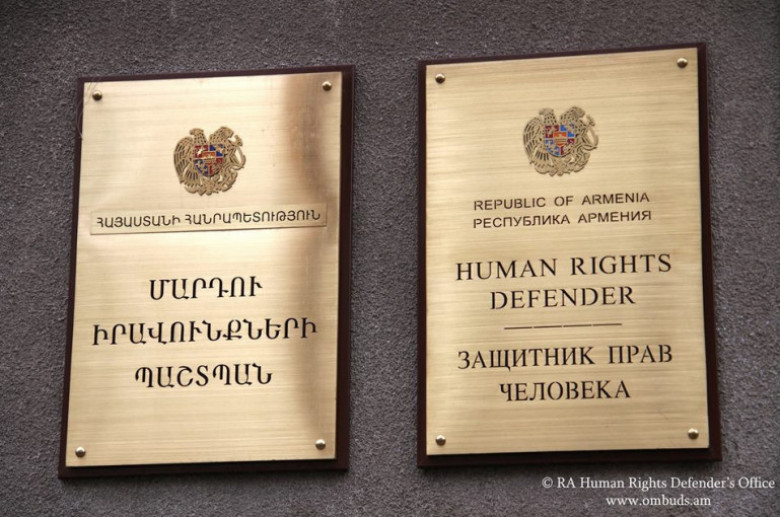 ՀԱՅԱՍՏԱՆԻ ՀԱՆՐԱՊԵՏՈՒԹՅՈՒՆ
ՄԱՐԴՈՒ
ԻՐԱՎՈՒՆՔՆԵՐԻ
ՊԱՇՏՊԱՆ
REPUBLIC OF ARMENIA
РЕСПУБЛИКА АРМЕНИЯ
HUMAN RIGHTS
DEFENDER
ЗАЩИТНИК ПРАВ
ЧЕЛОВЕКА
© RA Human Rights Defender's Office
www.ombuds.am